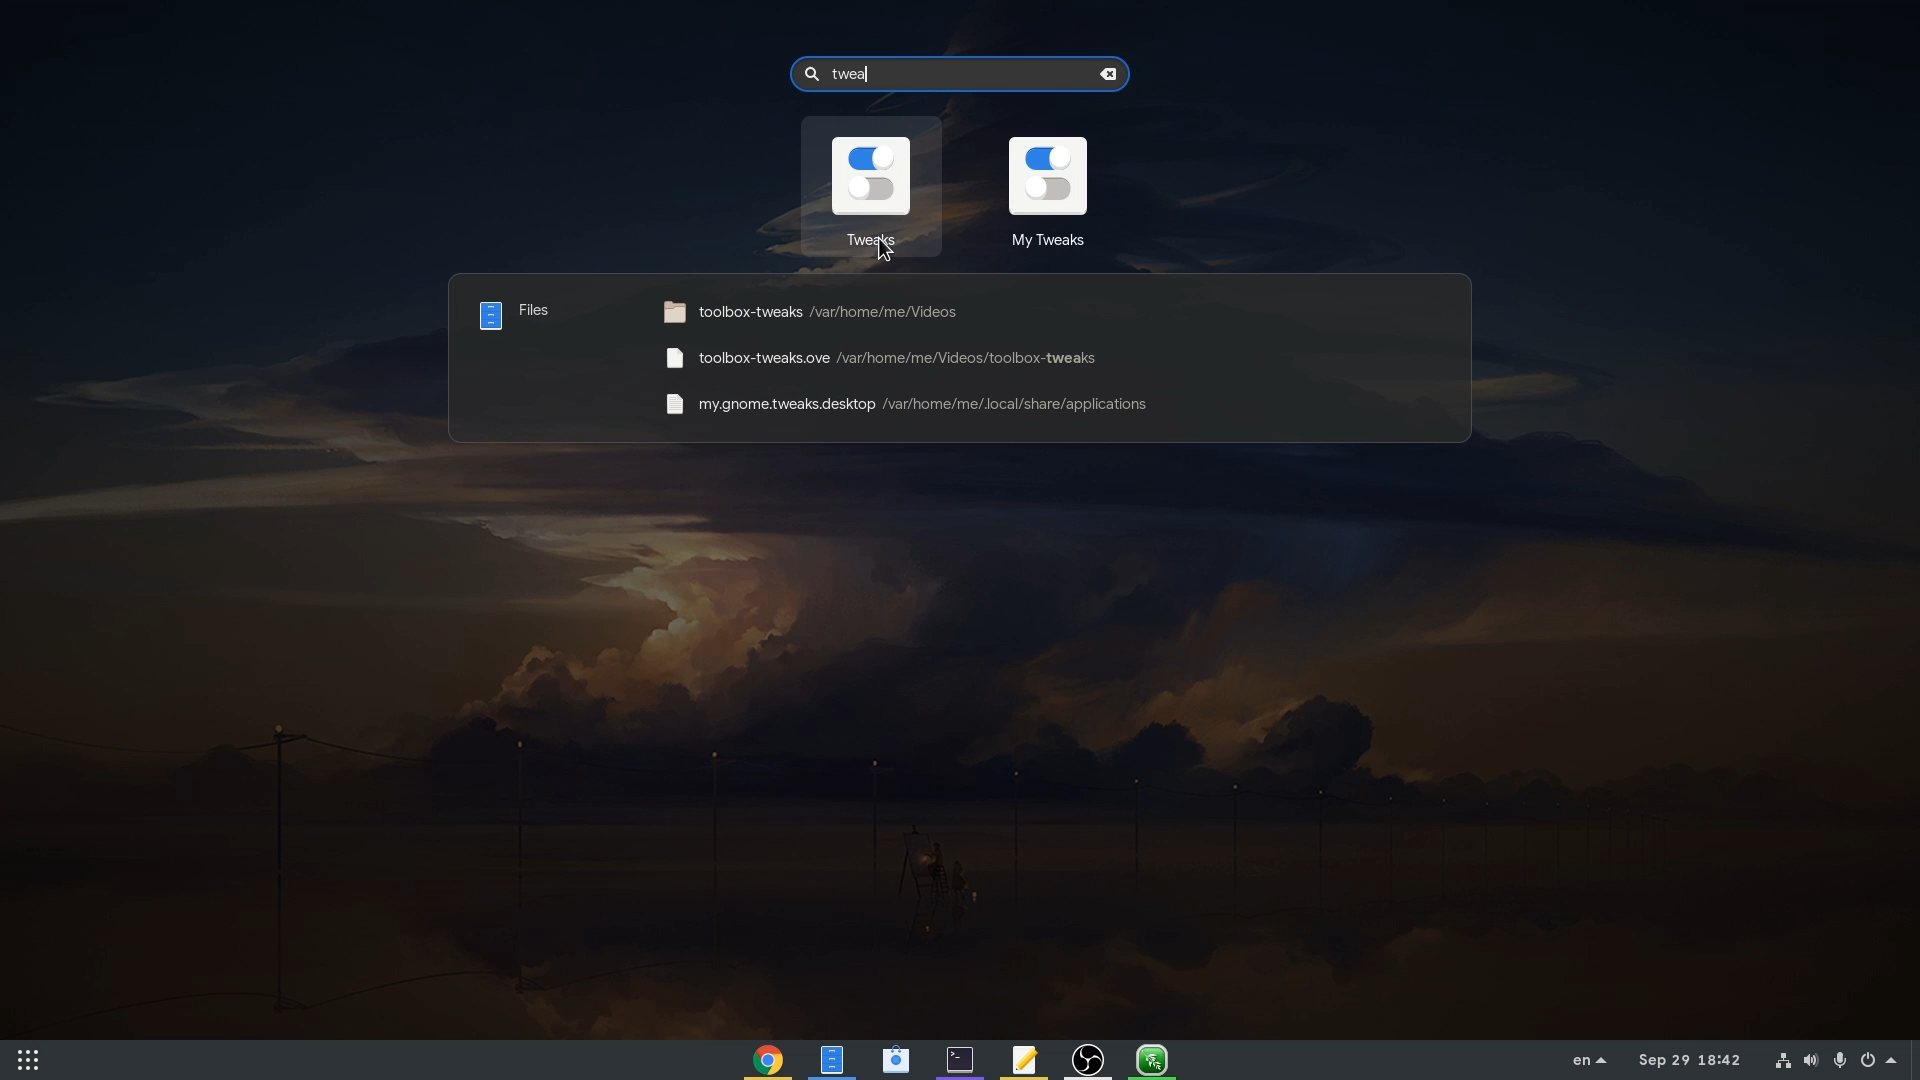 twea
Tweaks
My Tweaks
Files
toolbox-tweaks /var/home/me/Videos
toolbox-tweaks.ove /var/home/me/Videos/toolbox-tweaks
my.gnome.tweaks.desktop /var/home/me/.local/share/applications
en
Sep 29 18:42